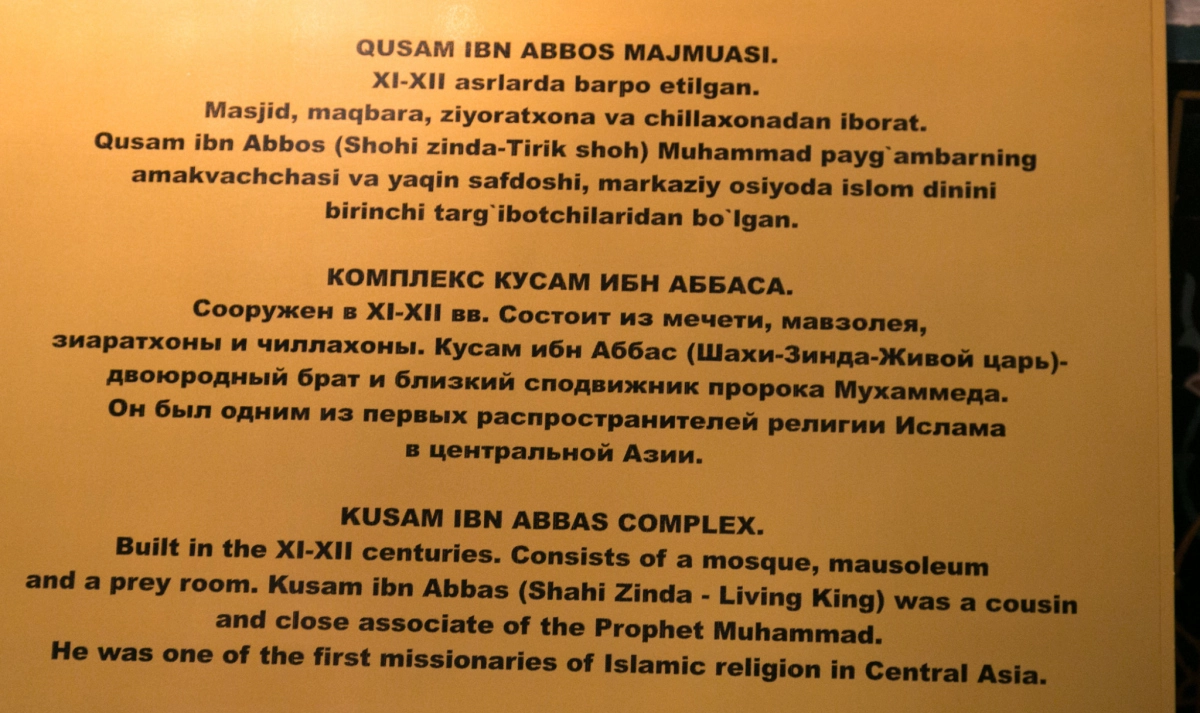 QUSAM IBN ABBOS MAJMUASI.
XI-XII asrlarda barpo etilgan.
Masjid, maqbara, ziyoratxona va chillaxonadan iborat.
Qusam ibn Abbos (Shohi zinda-Tirik shoh) Muhammad payg`ambarning
amakvachchasi va yaqin safdoshi, markaziy osiyoda islom dinini
birinchi targ`ibotchilaridan bo`lgan.
КОМПЛЕКС КУСАМ ИБН АББАСА.
Сооружен в XI-XII вв. Состоит из мечети, мавзолея,
зиаратхоны и чиллахоны. Кусам ибн Аббас (Шахи-Зинда-Живой царь)-
двоюродный брат и близкий сподвижник пророка Мухаммеда.
Он был одним из первых распространителей религии Ислама
в центральной Азии.
KUSAM IBN ABBAS COMPLEX.
Built in the XI-XII centuries. Consists of a mosque, mausoleum
and a prey room. Kusam ibn Abbas (Shahi Zinda - Living King) was a cousin
and close associate of the Prophet Muhammad.
He was one of the first missionaries of Islamic religion in Central Asia.